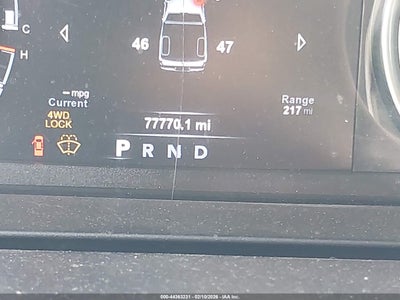 C
46 47
H
– mpg
Current
Range
217 mi
4WD
LOCK
77770.1 mi
P R N D
000-44363231 - 02/10/2026 - IAA Inc.